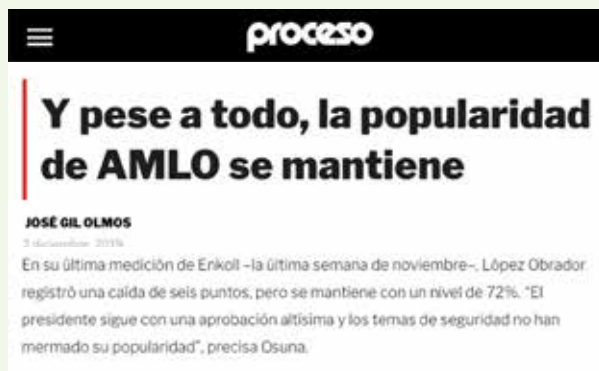 proceso
Y pese a todo, la popularidad
de AMLO se mantiene
JOSÉ GIL OLMOS
2 diciembre, 2019
En su última medición de Enkoll –la última semana de noviembre–, López Obrador
registró una caída de seis puntos, pero se mantiene con un nivel de 72%. “El
presidente sigue con una aprobación altísima y los temas de seguridad no han
mermado su popularidad”, precisa Osuna.